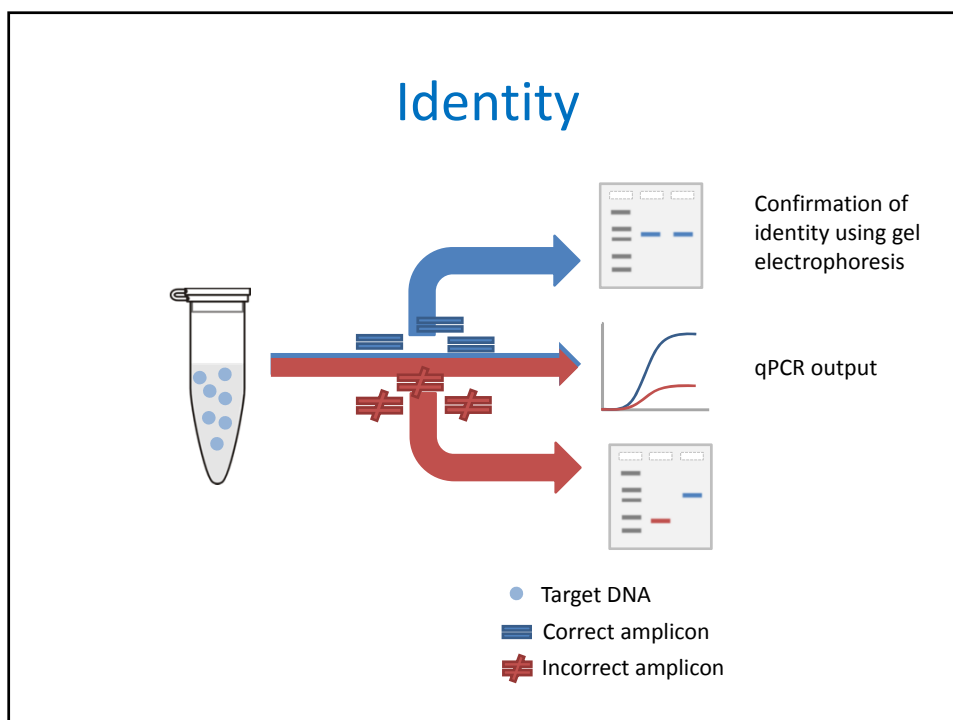 Identity
Confirmation of
identity using gel
electrophoresis
qPCR output
Target DNA
Correct amplicon
Incorrect amplicon